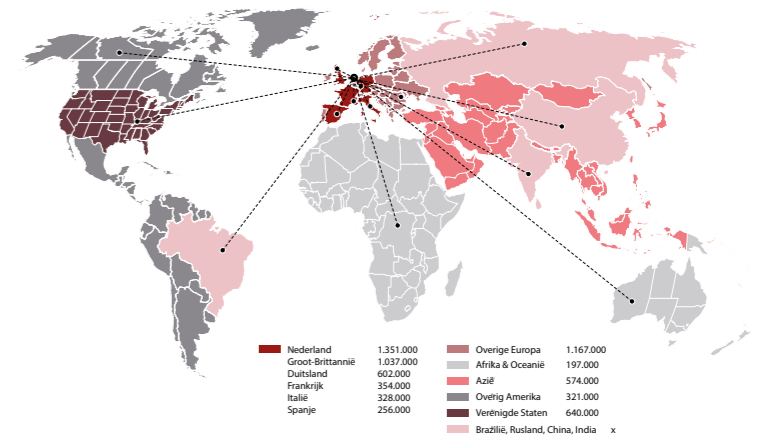 Nederland 1.351.000
Groot-Brittannië 1.037.000
Duitsland 602.000
Frankrijk 354.000
Italië 328.000
Spanje 256.000
Overige Europa 1.167.000
Afrika & Oceanië 197.000
Azië 574.000
Overig Amerika 321.000
Verenigde Staten 640.000
Brazilië, Rusland, China, India x